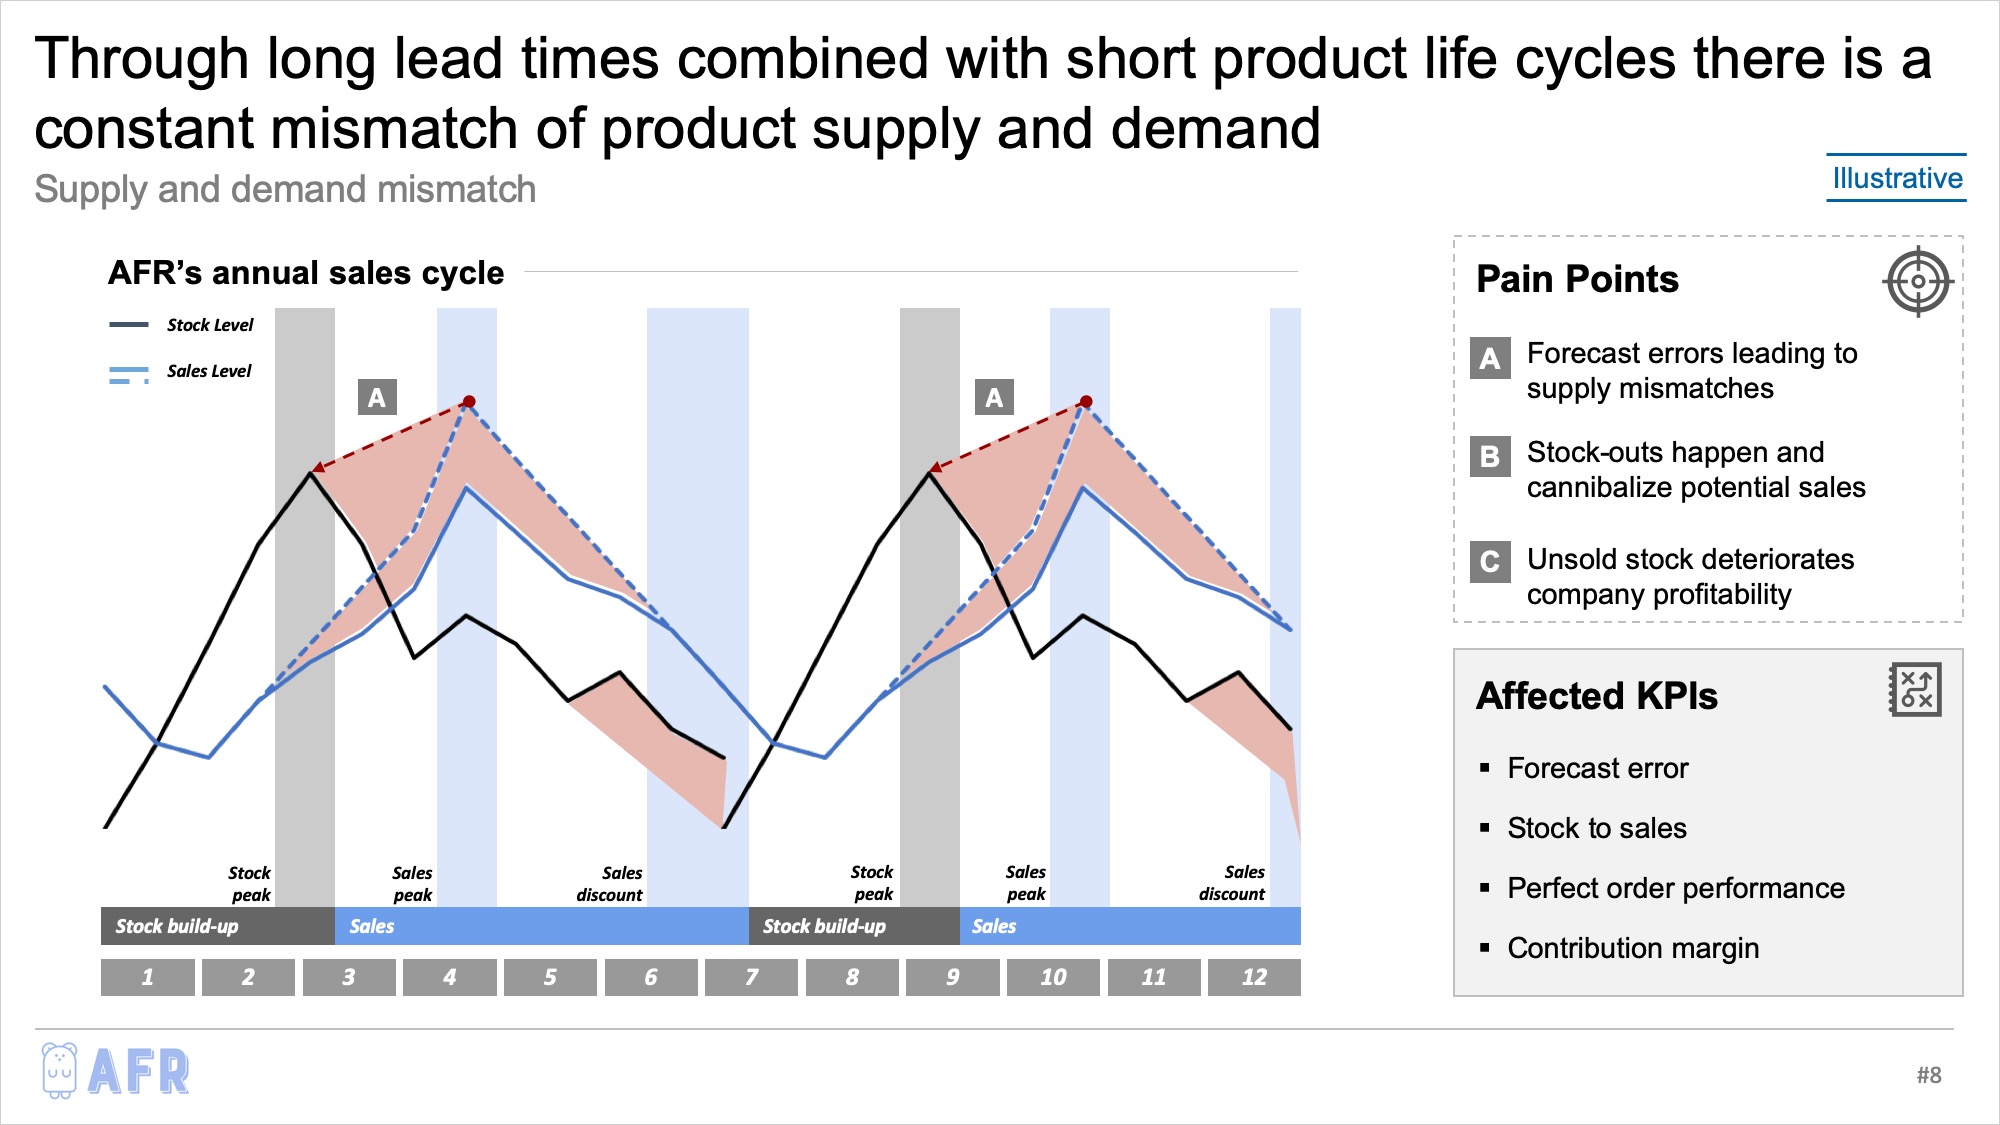 Through long lead times combined with short product life cycles there is a
constant mismatch of product supply and demand
Supply and demand mismatch
Illustrative
AFR’s annual sales cycle
Stock Level
Sales Level
A
A
Stock
peak
Sales
peak
Sales
discount
Stock
peak
Sales
peak
Sales
discount
Stock build-up
Sales
Stock build-up
Sales
1 2 3 4 5 6 7 8 9 10 11 12
Pain Points
A Forecast errors leading to
supply mismatches
B Stock-outs happen and
cannibalize potential sales
C Unsold stock deteriorates
company profitability
Affected KPIs
▪ Forecast error
▪ Stock to sales
▪ Perfect order performance
▪ Contribution margin
AFR
#8